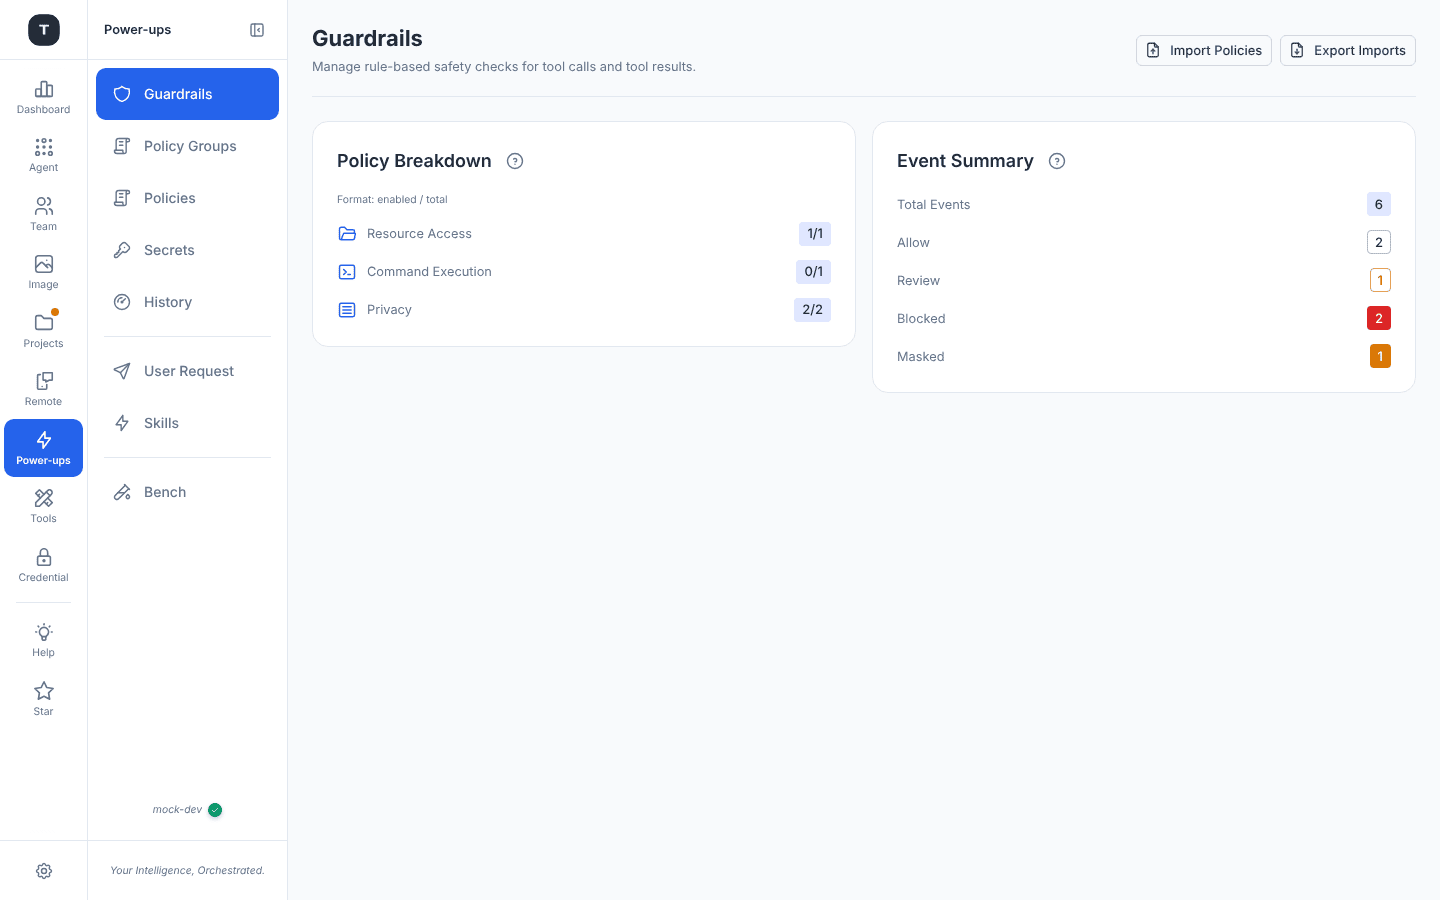 T
Power-ups
Dashboard
Agent
Team
Image
Projects
Remote
Power-ups
Tools
Credential
Help
Star
Guardrails
Policy Groups
Policies
Secrets
History
User Request
Skills
Bench
mock-dev
Your Intelligence, Orchestrated.
Guardrails
Manage rule-based safety checks for tool calls and tool results.
Import Policies
Export Imports
Policy Breakdown
Format: enabled / total
Resource Access 1/1
Command Execution 0/1
Privacy 2/2
Event Summary
Total Events 6
Allow 2
Review 1
Blocked 2
Masked 1